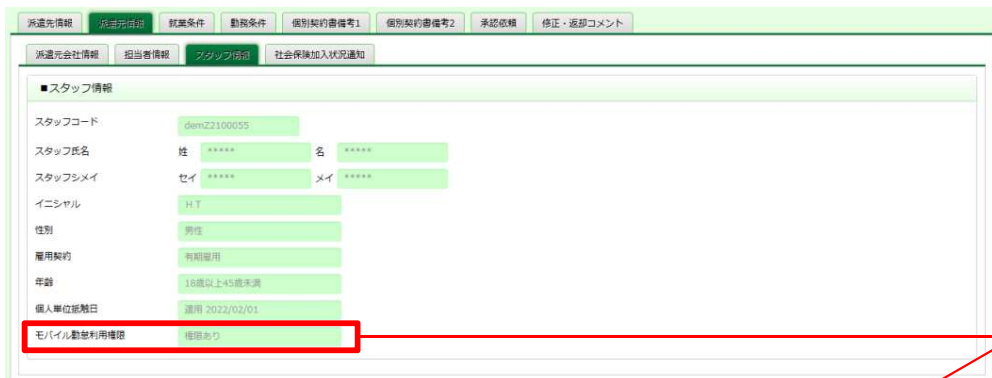 派遣先情報 派遣元情報 就業条件 勤務条件 個別契約書備考1 個別契約書備考2 承認依頼 修正・返却コメント
派遣元会社情報 担当者情報 スタッフ情報 社会保険加入状況通知
■スタッフ情報
スタッフコード demZ2100055
スタッフ氏名 姓 ***** 名 *****
スタッフシメイ セイ ***** メイ *****
イニシャル H.T
性別 男性
雇用契約 有期雇用
年齢 18歳以上45歳未満
個人単位抵触日 適用 2022/02/01
モバイル勤怠利用権限 権限あり